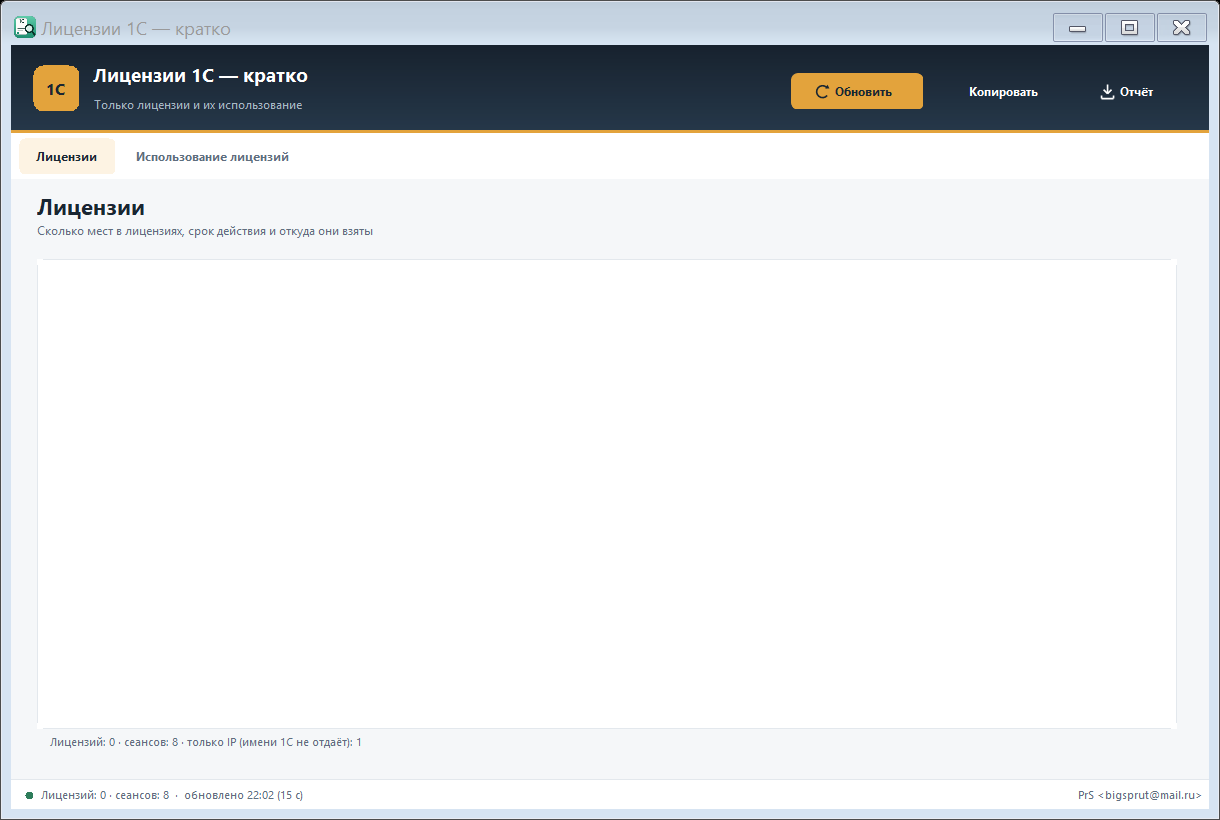 Лицензии 1С — кратко
1С
Лицензии 1С — кратко
Только лицензии и их использование
Обновить
Копировать
Отчёт
Лицензии
Использование лицензий
Лицензии
Сколько мест в лицензиях, срок действия и откуда они взяты
Лицензий: 0 · сеансов: 8 · только IP (имени 1С не отдаёт): 1
Лицензий: 0 · сеансов: 8 · обновлено 22:02 (15 с)
PrS <bigsprut@mail.ru>